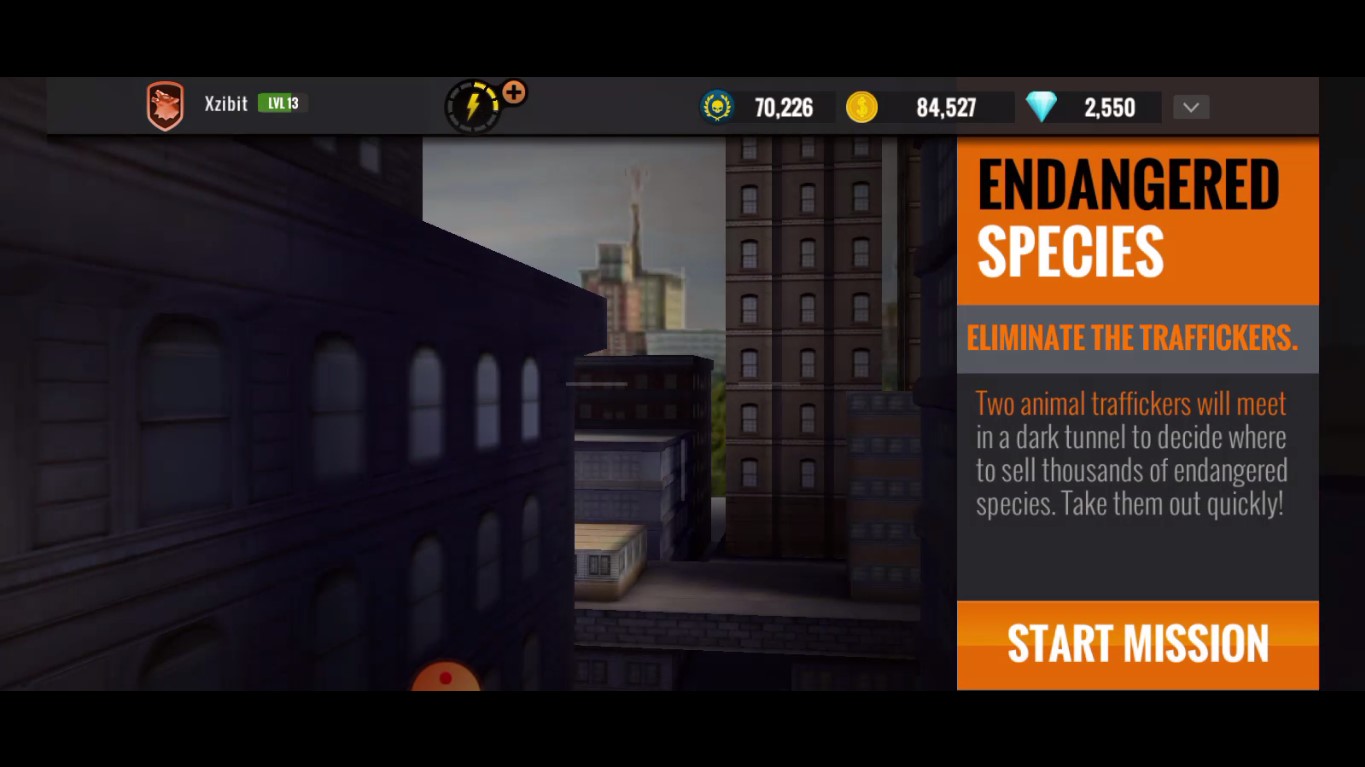 Xzibit LVL 13 70,226 84,527 2,550
ENDANGERED
SPECIES
ELIMINATE THE TRAFFICKERS.
Two animal traffickers will meet
in a dark tunnel to decide where
to sell thousands of endangered
species. Take them out quickly!
START MISSION